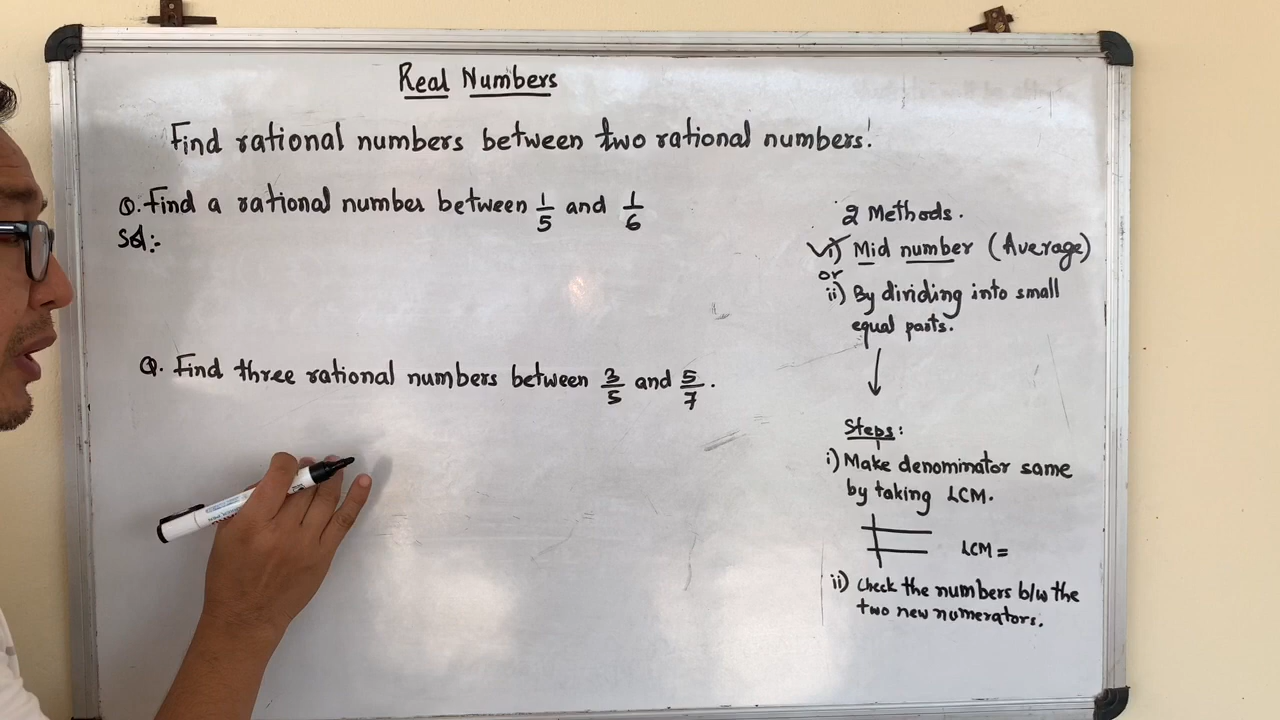 Real Numbers
Find rational numbers between two rational numbers!
Q. Find a rational number between 1/5 and 1/6
Sol:-
2 Methods.
✓i) Mid number (Average)
or
ii) By dividing into small
equal parts.
Q. Find three rational numbers between 3/5 and 5/7.
Steps:
i) Make denominator same
by taking LCM.
LCM =
ii) Check the numbers b/w the
two new numerators.